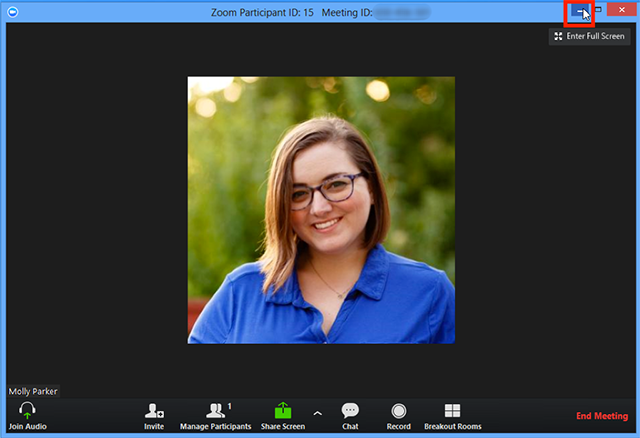 Zoom Participant ID: 15 Meeting ID:
Enter Full Screen
Molly Parker
1
Join Audio
Invite
Manage Participants
Share Screen
Chat
Record
Breakout Rooms
End Meeting